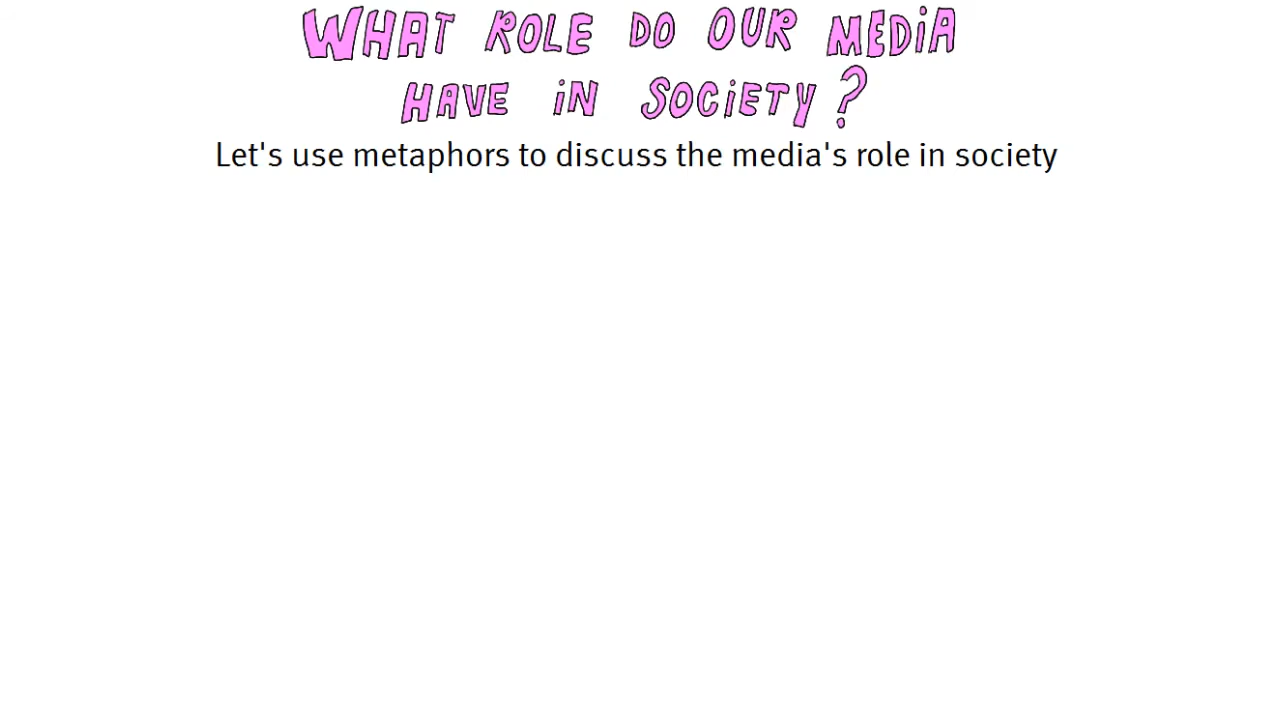 WHAT ROLE DO OUR MEDiA
HAVE iN SOCiETY?
Let's use metaphors to discuss the media's role in society